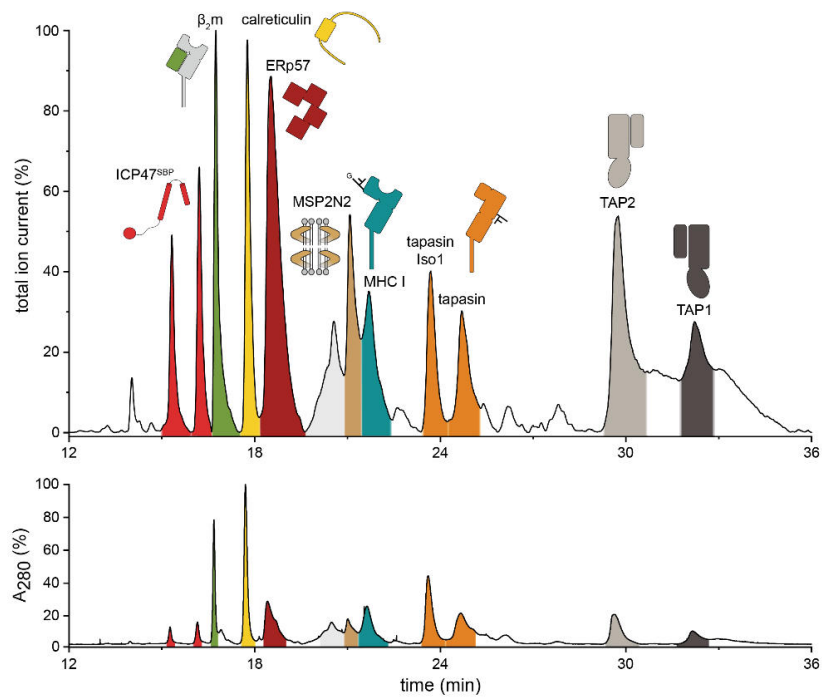 β₂m
calreticulin
ERp57
ICP47ˢᴮᴾ
MSP2N2
G
MHC I
tapasin
Iso1
tapasin
TAP2
TAP1
total ion current (%)
100
80
60
40
20
0
12 18 24 30 36
A₂₈₀ (%)
100
80
60
40
20
0
12 18 24 30 36
time (min)